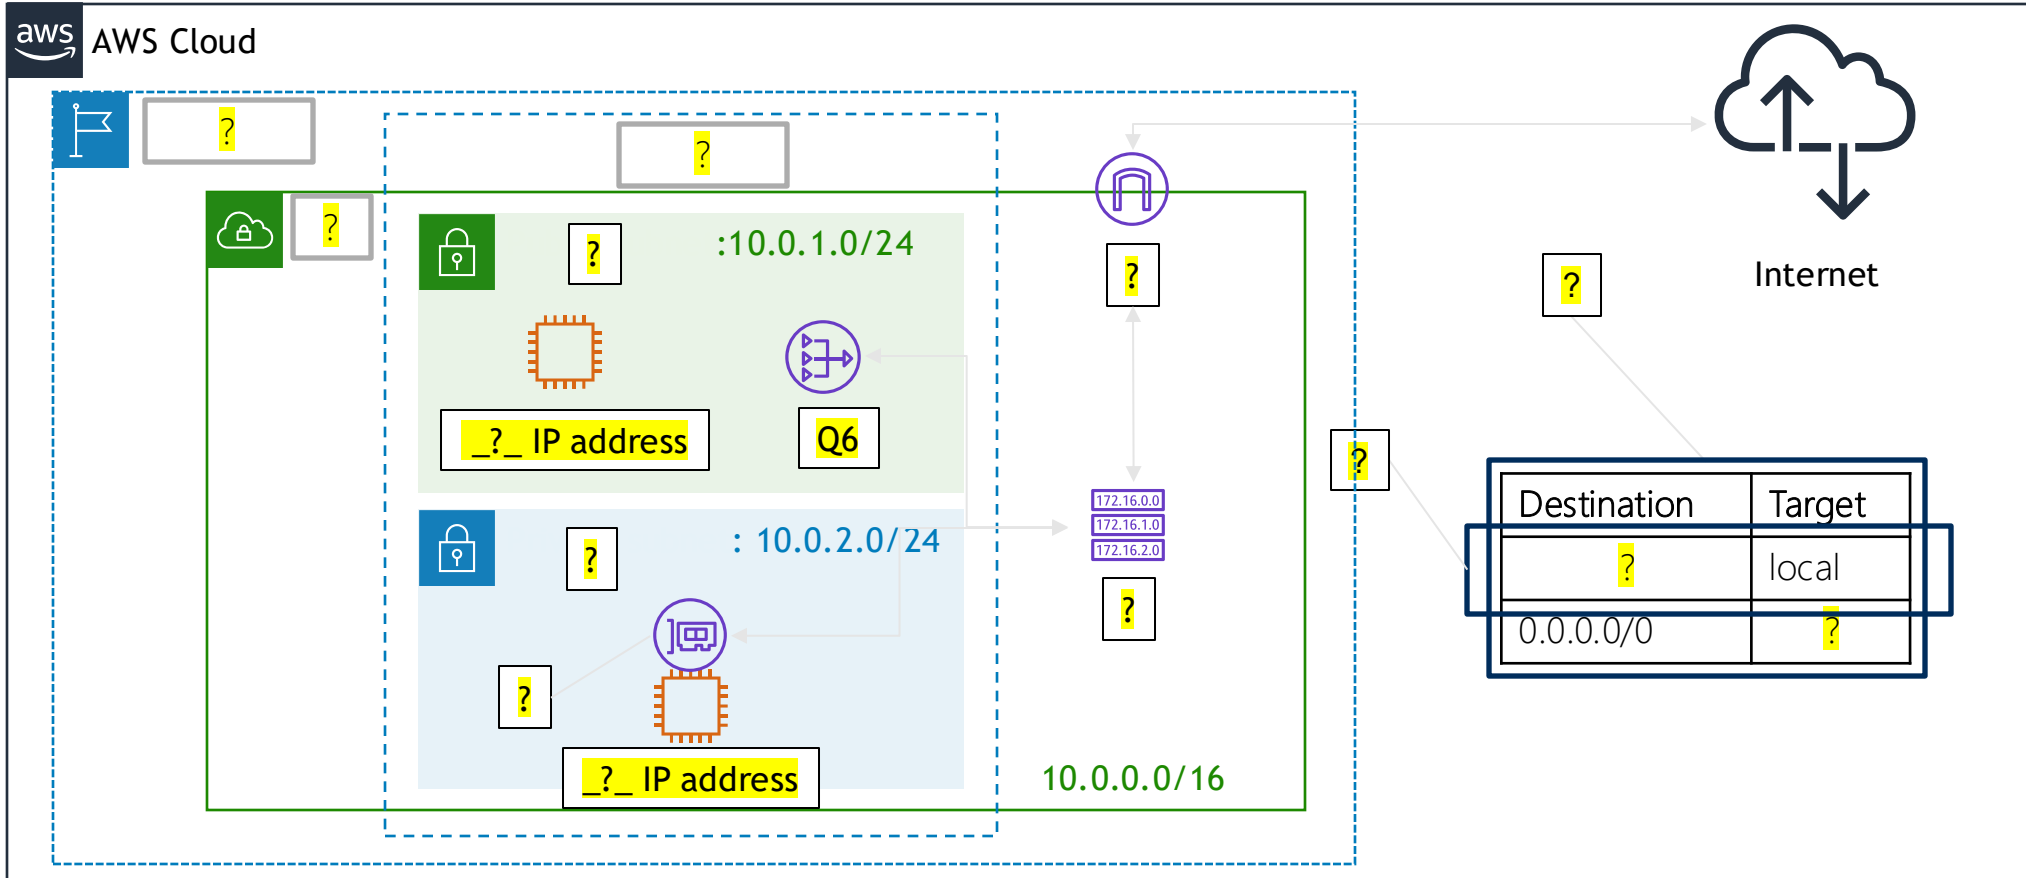 aws
AWS Cloud
?
?
?
?
:10.0.1.0/24
?
?
Internet
_?_ IP address
Q6
?
172.16.0.0
172.16.1.0
172.16.2.0
Destination Target
? local
0.0.0.0/0 ?
?
: 10.0.2.0/24
?
?
_?_ IP address
10.0.0.0/16